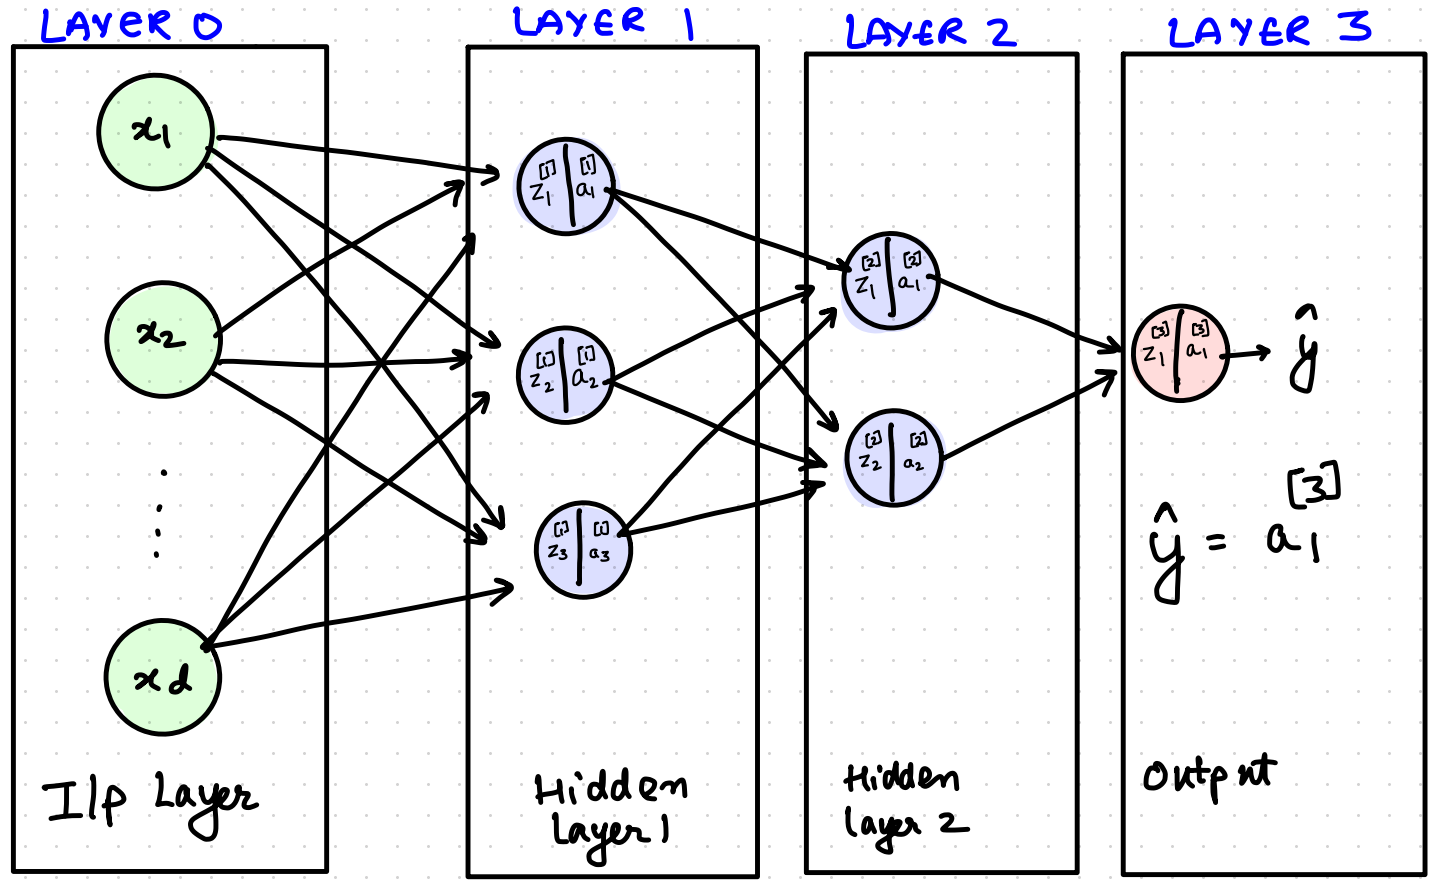 LAYER 0
LAYER 1
LAYER 2
LAYER 3
x1
x2
xd
I/p Layer
z1[1] | a1[1]
z2[1] | a2[1]
z3[1] | a3[1]
Hidden
Layer 1
z1[2] | a1[2]
z2[2] | a2[2]
Hidden
layer 2
z1[3] | a1[3]
ŷ
ŷ = a1[3]
Output